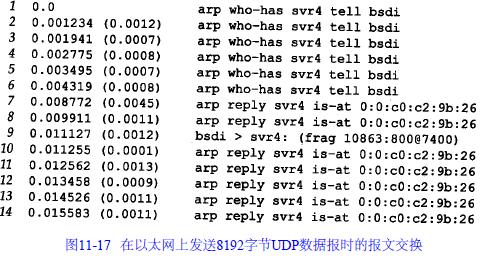 1 0.0 arp who-has svr4 tell bsdi
2 0.001234 (0.0012) arp who-has svr4 tell bsdi
3 0.001941 (0.0007) arp who-has svr4 tell bsdi
4 0.002775 (0.0008) arp who-has svr4 tell bsdi
5 0.003495 (0.0007) arp who-has svr4 tell bsdi
6 0.004319 (0.0008) arp who-has svr4 tell bsdi
7 0.008772 (0.0045) arp reply svr4 is-at 0:0:c0:c2:9b:26
8 0.009911 (0.0011) arp reply svr4 is-at 0:0:c0:c2:9b:26
9 0.011127 (0.0012) bsdi > svr4: (frag 10863:800@7400)
10 0.011255 (0.0001) arp reply svr4 is-at 0:0:c0:c2:9b:26
11 0.012562 (0.0013) arp reply svr4 is-at 0:0:c0:c2:9b:26
12 0.013458 (0.0009) arp reply svr4 is-at 0:0:c0:c2:9b:26
13 0.014526 (0.0011) arp reply svr4 is-at 0:0:c0:c2:9b:26
14 0.015583 (0.0011) arp reply svr4 is-at 0:0:c0:c2:9b:26
图11-17 在以太网上发送8192字节UDP数据报时的报文交换